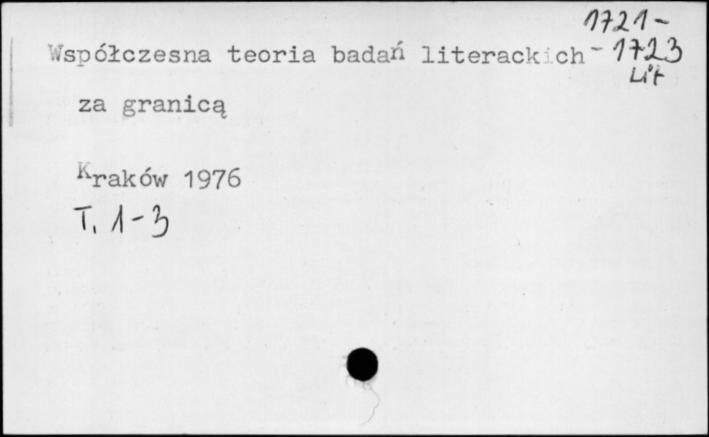 1721-
Współczesna teoria badań literackich - 1723
Lit
za granicą
Kraków 1976
T. 1-3